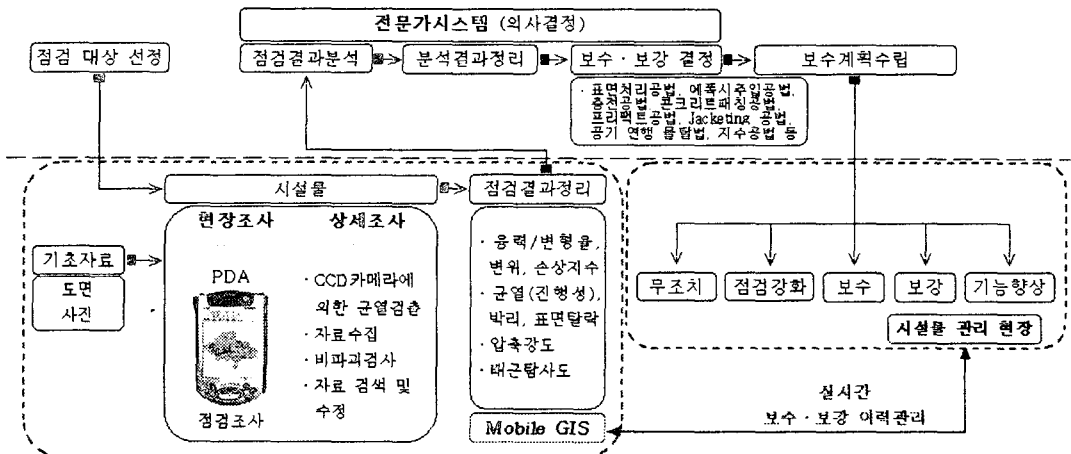 전문가시스템 (의사결정)
점검 대상 선정
점검결과분석
분석결과정리
보수 · 보강 결정
보수계획수립
· 표면처리공법, 에폭시주입공법,
충전공법, 콘크리트패칭공법,
프리팩트공법, Jacketing 공법,
공기 연행 몰탈법, 지수공법 등
시설물
점검결과정리
현장조사
상세조사
기초자료
도면
사진
PDA
점검조사
· CCD카메라에
의한 균열검출
· 자료수집
· 비파괴검사
· 자료 검색 및
수정
· 응력/변형율,
변위, 손상지수
· 균열(진행성),
박리, 표면탈락
· 압축강도
Mobile GIS
무조치
점검강화
보수
보강
기능향상
시설물 관리 현장
실시간
보수 · 보강 이력관리